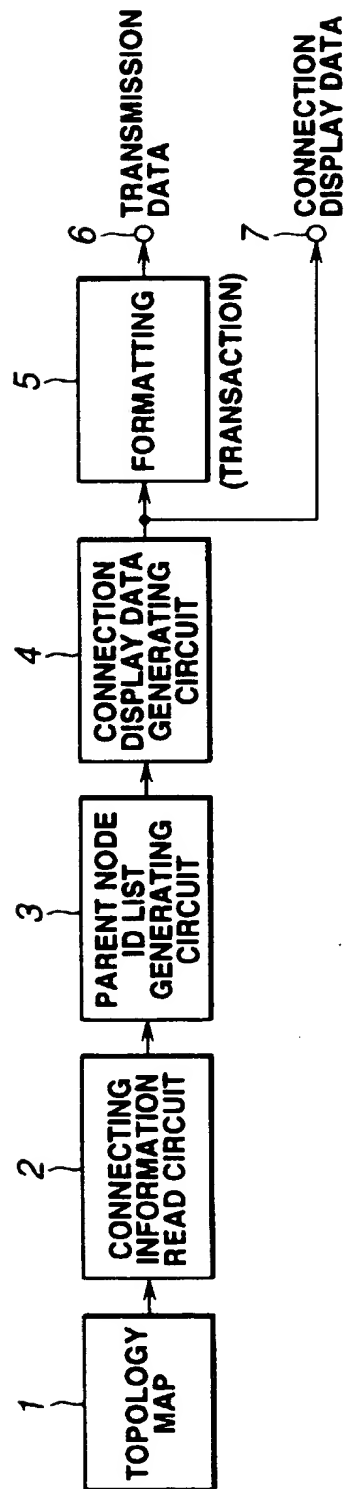 1
TOPOLOGY
MAP
2
CONNECTING
INFORMATION
READ CIRCUIT
3
PARENT NODE
ID LIST
GENERATING
CIRCUIT
4
CONNECTION
DISPLAY DATA
GENERATING
CIRCUIT
5
FORMATTING
(TRANSACTION)
6
TRANSMISSION
DATA
7
CONNECTION
DISPLAY DATA